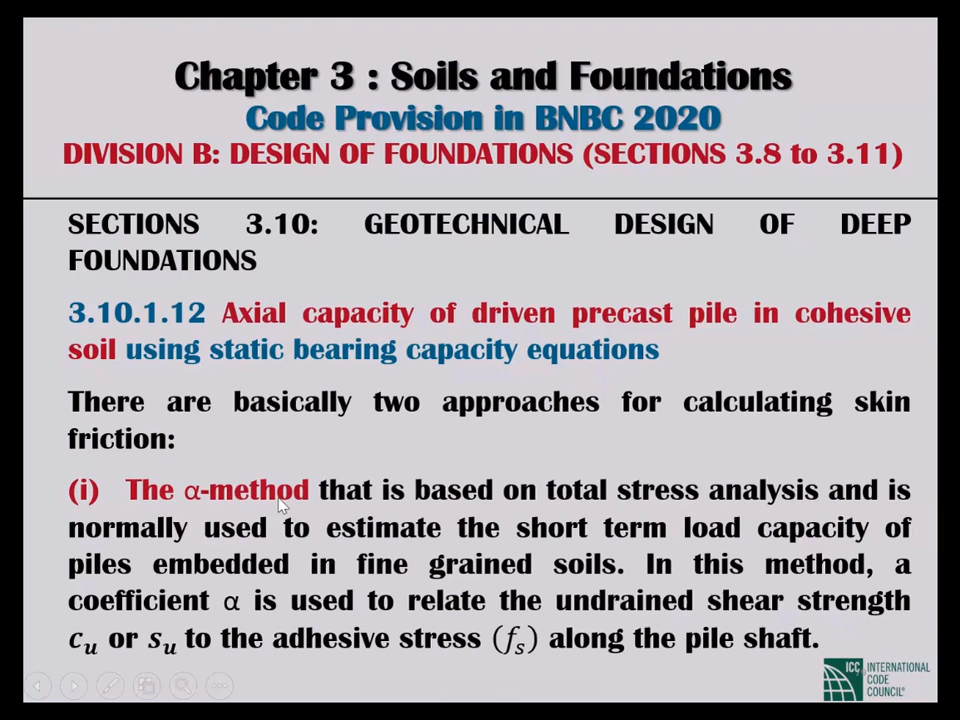 Chapter 3 : Soils and Foundations
Code Provision in BNBC 2020
DIVISION B: DESIGN OF FOUNDATIONS (SECTIONS 3.8 to 3.11)
SECTIONS 3.10: GEOTECHNICAL DESIGN OF DEEP
FOUNDATIONS
3.10.1.12 Axial capacity of driven precast pile in cohesive
soil using static bearing capacity equations
There are basically two approaches for calculating skin
friction:
(i) The α-method that is based on total stress analysis and is
normally used to estimate the short term load capacity of
piles embedded in fine grained soils. In this method, a
coefficient α is used to relate the undrained shear strength
c_u or s_u to the adhesive stress (f_s) along the pile shaft.
ICC INTERNATIONAL
CODE
COUNCIL®